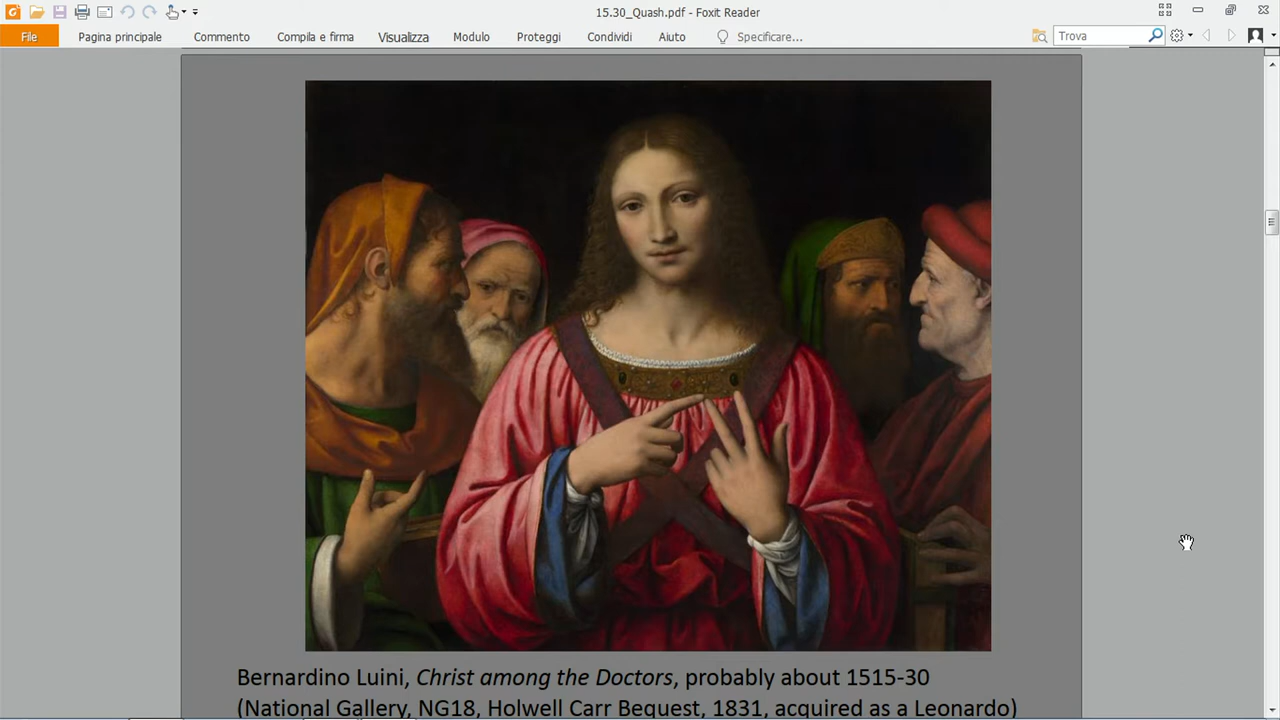 15.30_Quash.pdf - Foxit Reader
File Pagina principale Commento Compila e firma Visualizza Modulo Proteggi Condividi Aiuto Specificare... Trova
Bernardino Luini, Christ among the Doctors, probably about 1515-30
(National Gallery, NG18, Holwell Carr Bequest, 1831, acquired as a Leonardo)